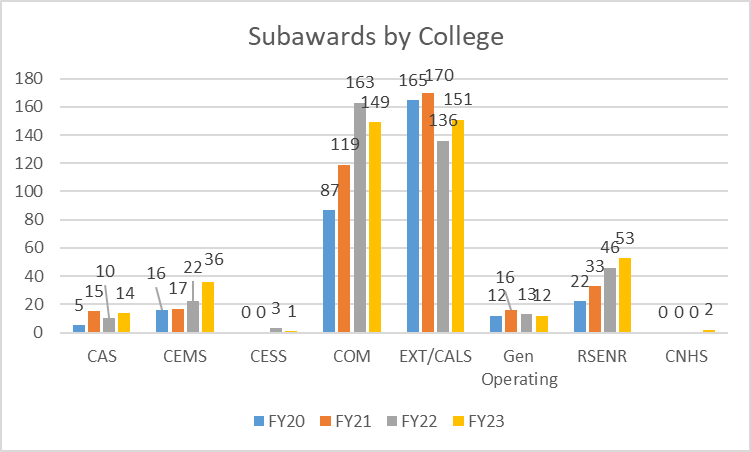 Subawards by College
180
160
140
120
100
80
60
40
20
0
5 15 10 14
16 17 22 36
0 0 3 1
87 119 163 149
165 170 136 151
12 16 13 12
22 33 46 53
0 0 0 2
CAS CEMS CESS COM EXT/CALS Gen Operating RSENR CNHS
FY20 FY21 FY22 FY23